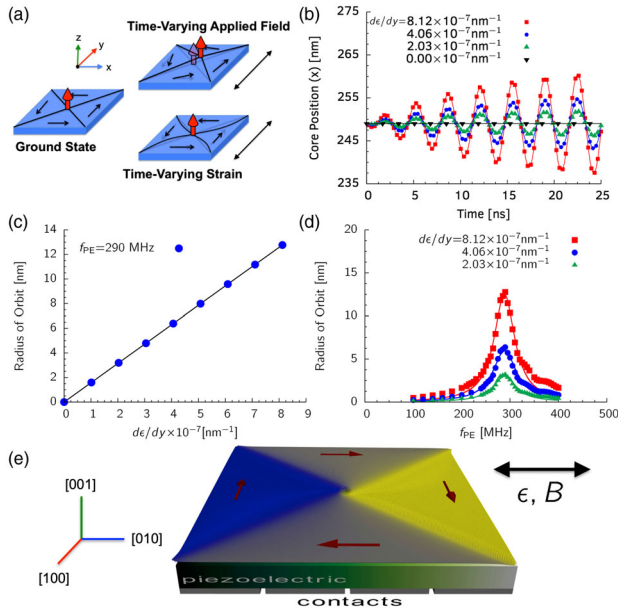 (a)
Time-Varying Applied Field
z
y
x
Ground State
Time-Varying Strain
(b)
dϵ/dy=8.12×10⁻⁷nm⁻¹
4.06×10⁻⁷nm⁻¹
2.03×10⁻⁷nm⁻¹
0.00×10⁻⁷nm⁻¹
Core Position (x) [nm]
265
255
245
235
0 5 10 15 20 25
Time [ns]
(c)
f_PE=290 MHz
Radius of Orbit [nm]
14
12
10
8
6
4
2
0
0 1 2 3 4 5 6 7 8 9
dϵ/dy×10⁻⁷[nm⁻¹]
(d)
dϵ/dy=8.12×10⁻⁷nm⁻¹
4.06×10⁻⁷nm⁻¹
2.03×10⁻⁷nm⁻¹
Radius of Orbit [nm]
20
15
10
5
0
0 100 200 300 400 500
f_PE [MHz]
(e)
[001]
[010]
[100]
ϵ, B
piezoelectric
contacts